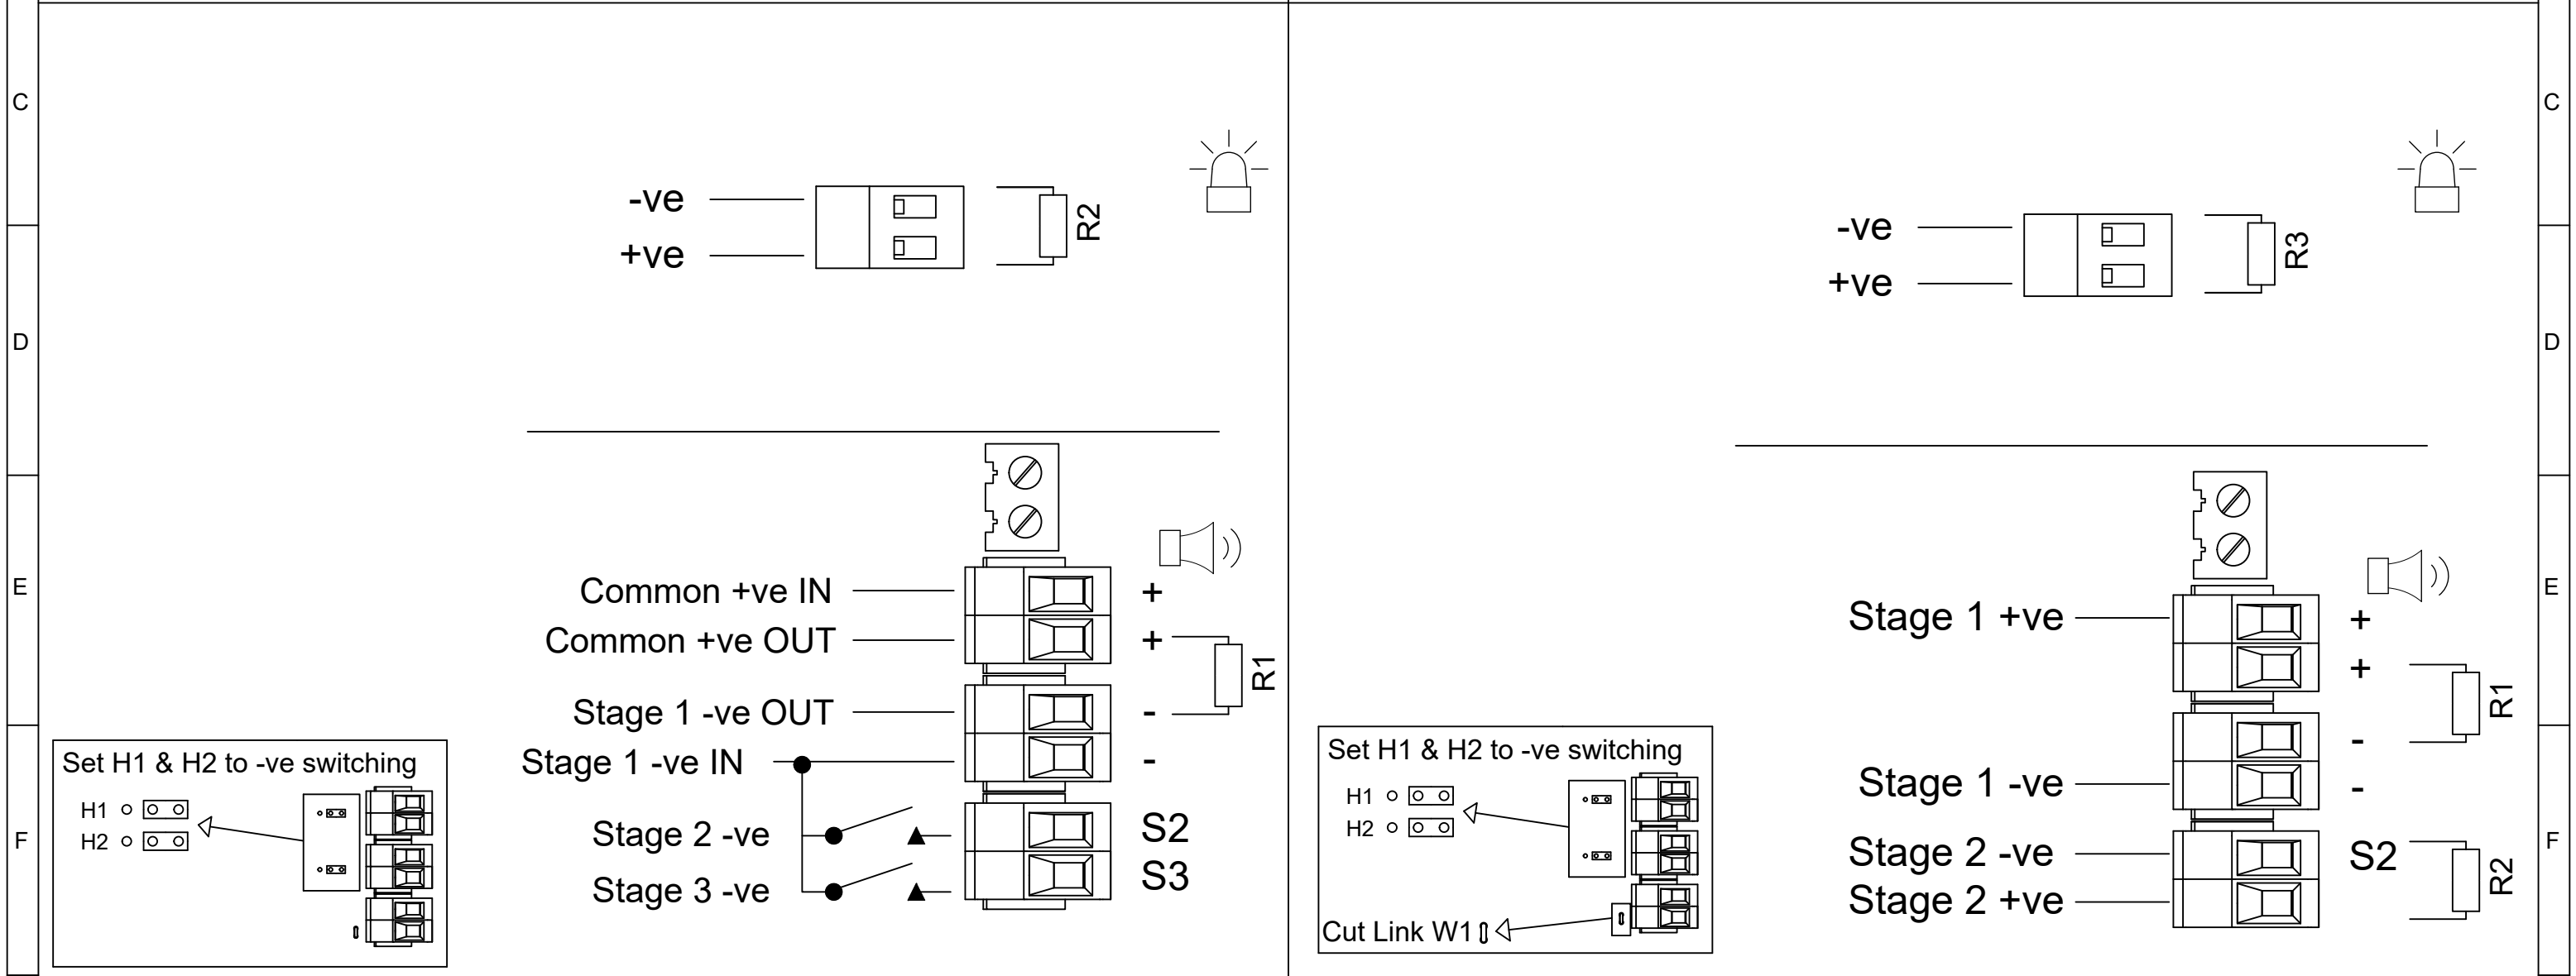 C
D
E
F
-ve
+ve
R2
Common +ve IN
Common +ve OUT
Stage 1 -ve OUT
Stage 1 -ve IN
Stage 2 -ve
Stage 3 -ve
+
+
-
-
S2
S3
R1
Set H1 & H2 to -ve switching
H1
H2
-ve
+ve
R3
Stage 1 +ve
Stage 1 -ve
Stage 2 -ve
Stage 2 +ve
+
+
-
-
S2
R1
R2
Set H1 & H2 to -ve switching
H1
H2
Cut Link W1
C
D
E
F